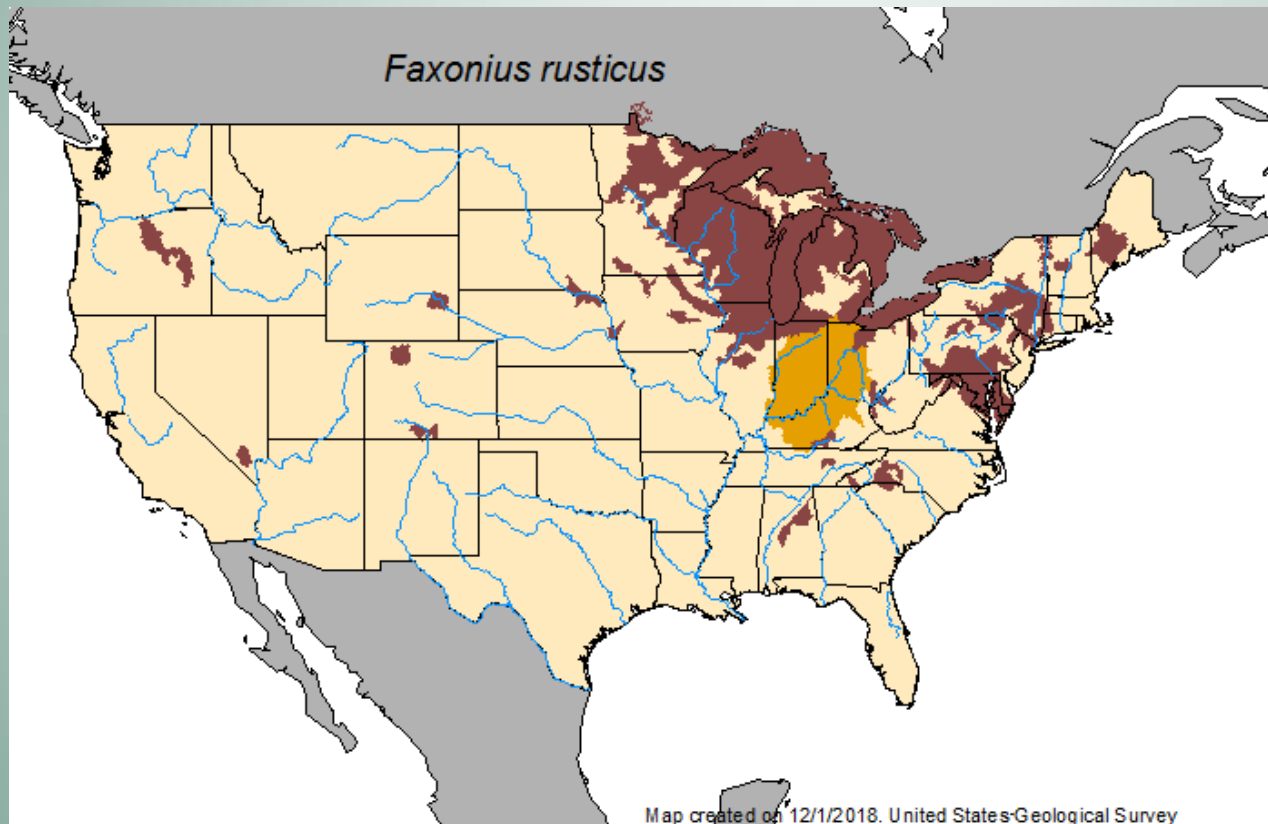 Faxonius rusticus
Map created on 12/1/2018. United States Geological Survey